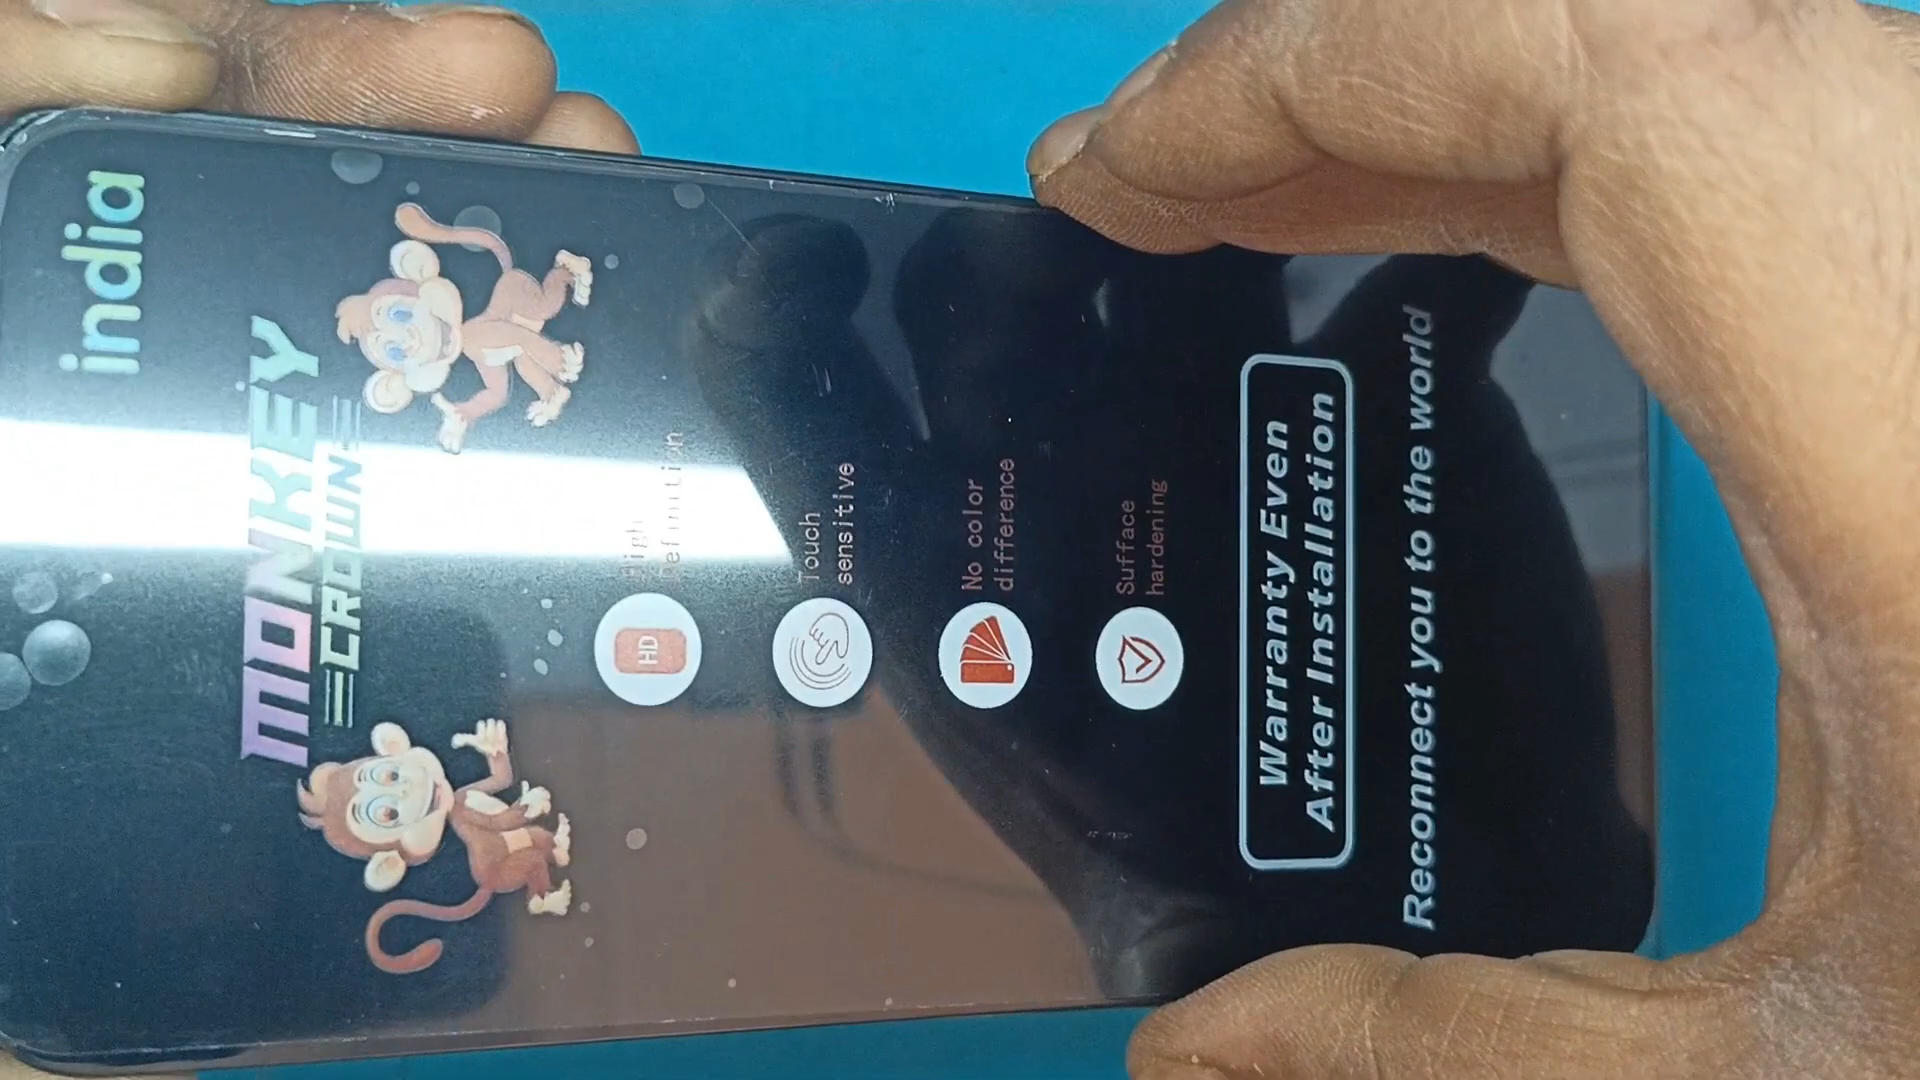 india
MONKEY
CROWN
High
Definition
HD
Touch
sensitive
No color
difference
Sufface
hardening
Warranty Even
After Installation
Reconnect you to the world